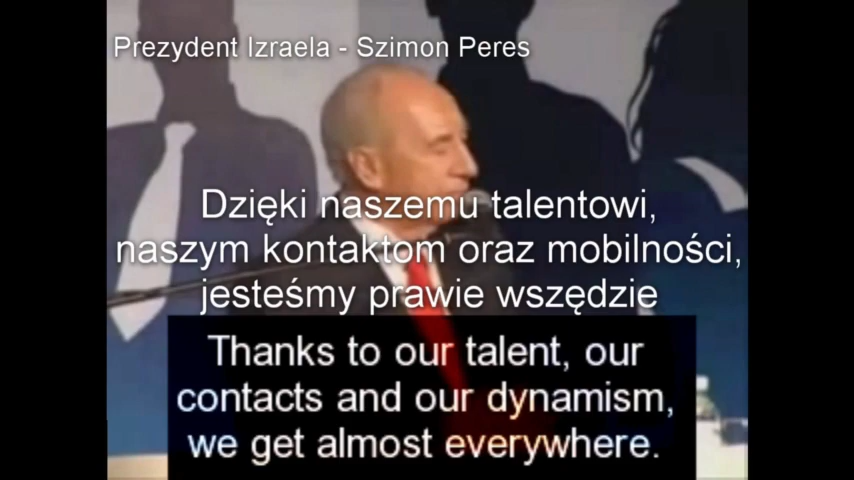 Prezydent Izraela - Szimon Peres
Dzięki naszemu talentowi,
naszym kontaktom oraz mobilności,
jesteśmy prawie wszędzie
Thanks to our talent, our
contacts and our dynamism,
we get almost everywhere.